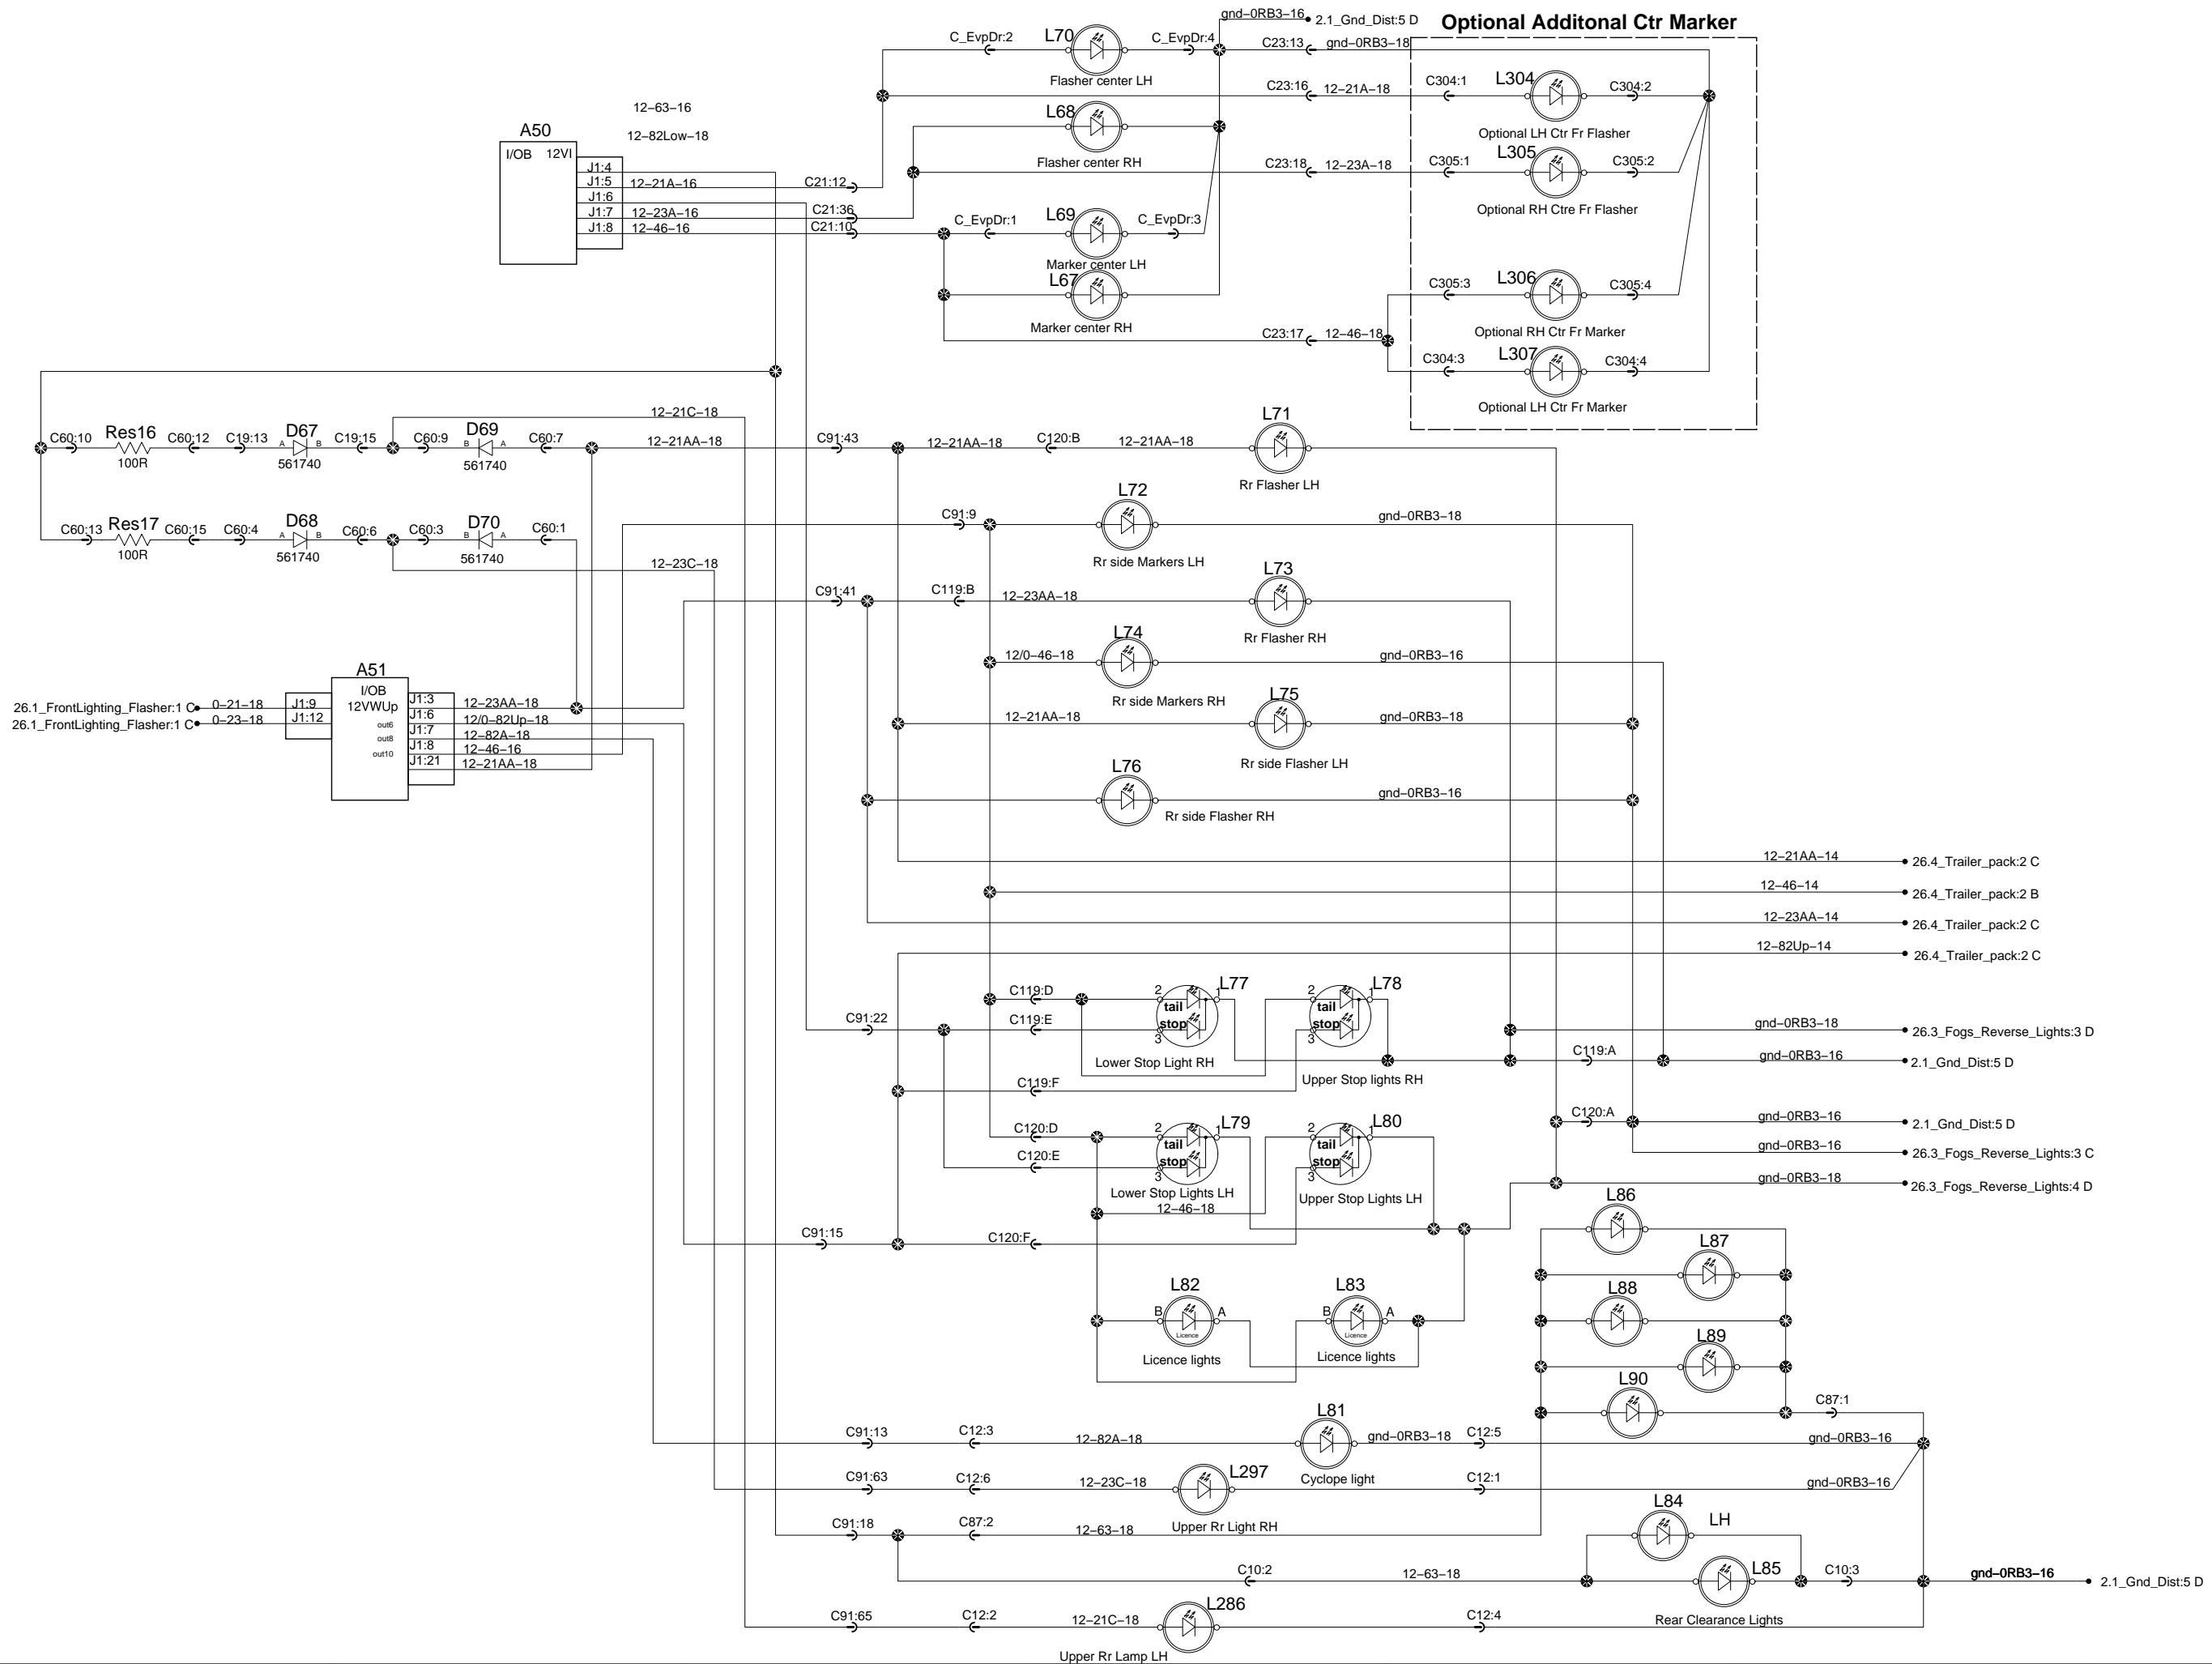 gnd-0RB3-16
2.1_Gnd_Dist:5 D
Optional Additonal Ctr Marker
C_EvpDr:2
L70
C_EvpDr:4
C23:13
gnd-0RB3-18
Flasher center LH
C23:16
12-21A-18
C304:1
L304
C304:2
12-63-16
12-82Low-18
A50
I/OB 12VI
L68
Optional LH Ctr Fr Flasher
Flasher center RH
J1:4
J1:5
12-21A-16
C21:12
C23:18
12-23A-18
C305:1
L305
C305:2
J1:6
J1:7
12-23A-16
C21:36
Optional RH Ctre Fr Flasher
J1:8
12-46-16
C21:10
C_EvpDr:1
L69
C_EvpDr:3
Marker center LH
L67
C305:3
L306
C305:4
Marker center RH
C23:17
12-46-18
Optional RH Ctr Fr Marker
C304:3
L307
C304:4
Optional LH Ctr Fr Marker
12-21C-18
L71
C60:10
Res16
C60:12
C19:13
D67
C19:15
C60:9
D69
C60:7
12-21AA-18
C91:43
12-21AA-18
C120:B
12-21AA-18
A
B
B
A
100R
561740
561740
Rr Flasher LH
L72
C60:13
Res17
C60:15
C60:4
D68
C60:6
C60:3
D70
C60:1
C91:9
gnd-0RB3-18
A
B
B
A
100R
561740
561740
12-23C-18
Rr side Markers LH
L73
C91:41
C119:B
12-23AA-18
Rr Flasher RH
L74
12/0-46-18
gnd-0RB3-16
Rr side Markers RH
A51
I/OB
12VWUp
26.1_FrontLighting_Flasher:1 C
0-21-18
J1:9
J1:3
12-23AA-18
26.1_FrontLighting_Flasher:1 C
0-23-18
J1:12
J1:6
12/0-82Up-18
out6
J1:7
12-82A-18
out8
J1:8
12-46-16
out10
J1:21
12-21AA-18
L75
12-21AA-18
gnd-0RB3-18
Rr side Flasher LH
L76
gnd-0RB3-16
Rr side Flasher RH
12-21AA-14
26.4_Trailer_pack:2 C
12-46-14
26.4_Trailer_pack:2 B
12-23AA-14
26.4_Trailer_pack:2 C
12-82Up-14
26.4_Trailer_pack:2 C
C119:D
2
L77
1
tail
stop
3
2
L78
1
tail
stop
3
C91:22
C119:E
gnd-0RB3-18
26.3_Fogs_Reverse_Lights:3 D
Lower Stop Light RH
C119:A
gnd-0RB3-16
2.1_Gnd_Dist:5 D
Upper Stop lights RH
C119:F
C120:A
gnd-0RB3-16
2.1_Gnd_Dist:5 D
C120:D
2
L79
1
tail
stop
3
2
L80
1
tail
stop
3
gnd-0RB3-16
26.3_Fogs_Reverse_Lights:3 C
C120:E
Lower Stop Lights LH
Upper Stop Lights LH
gnd-0RB3-18
26.3_Fogs_Reverse_Lights:4 D
12-46-18
L86
C91:15
C120:F
L87
L82
B
A
Licence
Licence lights
L83
B
A
Licence
Licence lights
L88
L89
L90
C87:1
C91:13
C12:3
12-82A-18
L81
gnd-0RB3-18
C12:5
gnd-0RB3-16
Cyclope light
C91:63
C12:6
12-23C-18
L297
C12:1
gnd-0RB3-16
Upper Rr Light RH
L84
LH
C91:18
C87:2
12-63-18
C10:2
12-63-18
L85
C10:3
gnd-0RB3-16
2.1_Gnd_Dist:5 D
Rear Clearance Lights
C91:65
C12:2
12-21C-18
L286
C12:4
Upper Rr Lamp LH